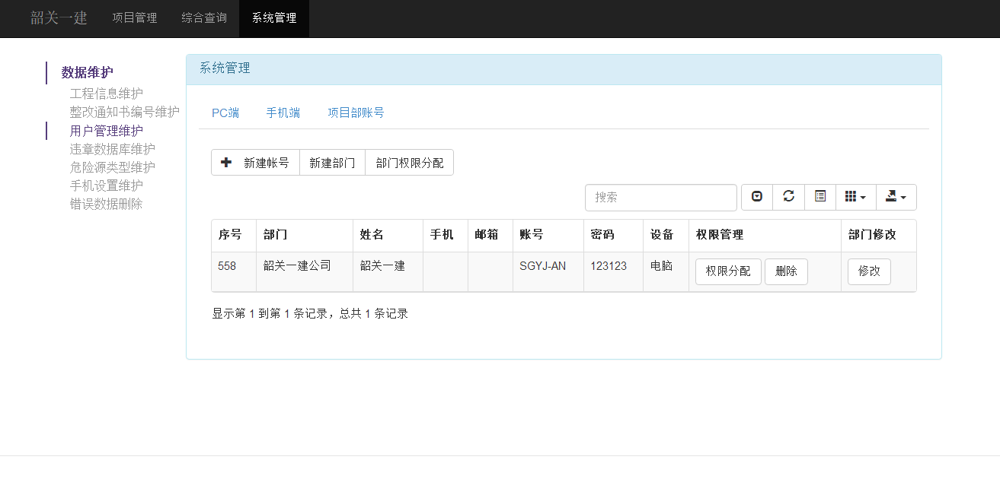 韶关一建 项目管理 综合查询 系统管理
数据维护
工程信息维护
整改通知书编号维护
用户管理维护
违章数据库维护
危险源类型维护
手机设置维护
错误数据删除
系统管理
PC端 手机端 项目部账号
新建帐号 新建部门 部门权限分配
搜索
序号 部门 姓名 手机 邮箱 账号 密码 设备 权限管理 部门修改
558 韶关一建公司 韶关一建 SGYJ-AN 123123 电脑 权限分配 删除 修改
显示第 1 到第 1 条记录，总共 1 条记录